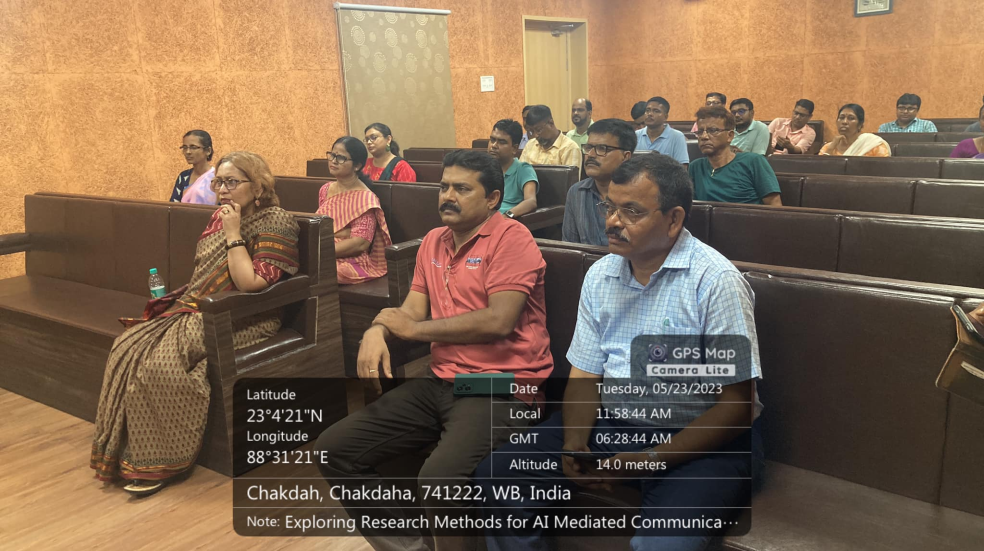 GPS Map
Camera Lite
Latitude
23°4'21"N
Longitude
88°31'21"E
Date Tuesday, 05/23/2023
Local 11:58:44 AM
GMT 06:28:44 AM
Altitude 14.0 meters
Chakdah, Chakdaha, 741222, WB, India
Note: Exploring Research Methods for AI Mediated Communica···